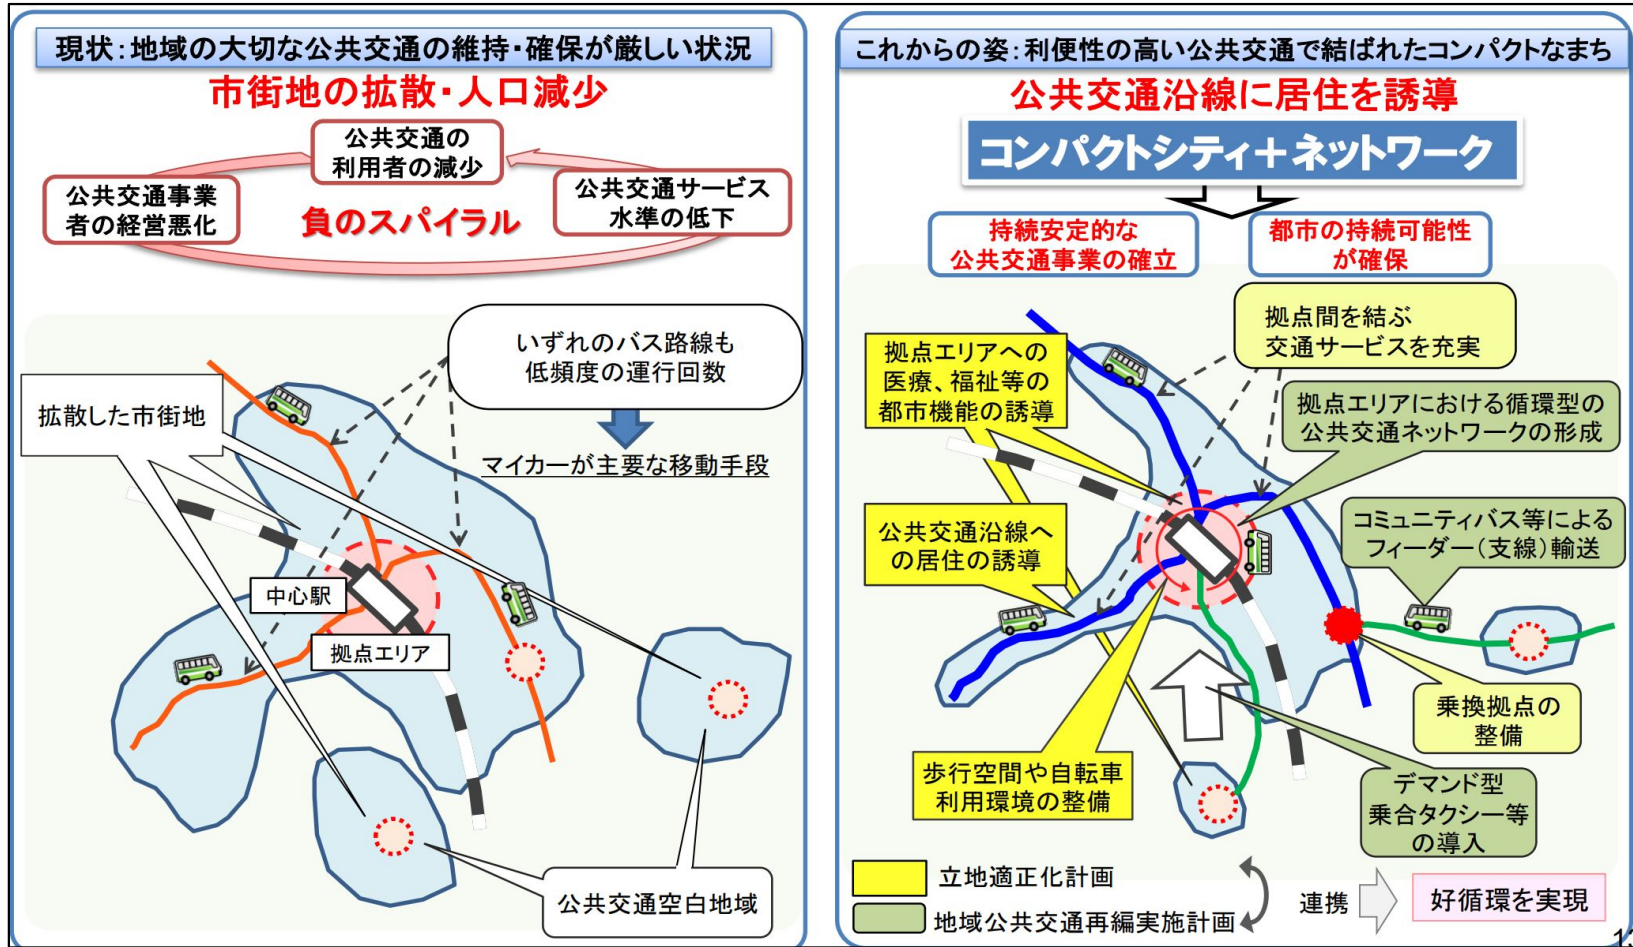 現状：地域の大切な公共交通の維持・確保が厳しい状況
市街地の拡散・人口減少
公共交通の
利用者の減少
公共交通事業
者の経営悪化
負のスパイラル
公共交通サービス
水準の低下
いずれのバス路線も
低頻度の運行回数
マイカーが主要な移動手段
拡散した市街地
中心駅
拠点エリア
公共交通空白地域
これからの姿：利便性の高い公共交通で結ばれたコンパクトなまち
公共交通沿線に居住を誘導
コンパクトシティ＋ネットワーク
持続安定的な
公共交通事業の確立
都市の持続可能性
が確保
拠点エリアへの
医療、福祉等の
都市機能の誘導
拠点間を結ぶ
交通サービスを充実
拠点エリアにおける循環型の
公共交通ネットワークの形成
公共交通沿線へ
の居住の誘導
コミュニティバス等による
フィーダー（支線）輸送
乗換拠点の
整備
歩行空間や自転車
利用環境の整備
デマンド型
乗合タクシー等
の導入
立地適正化計画
地域公共交通再編実施計画
連携
好循環を実現